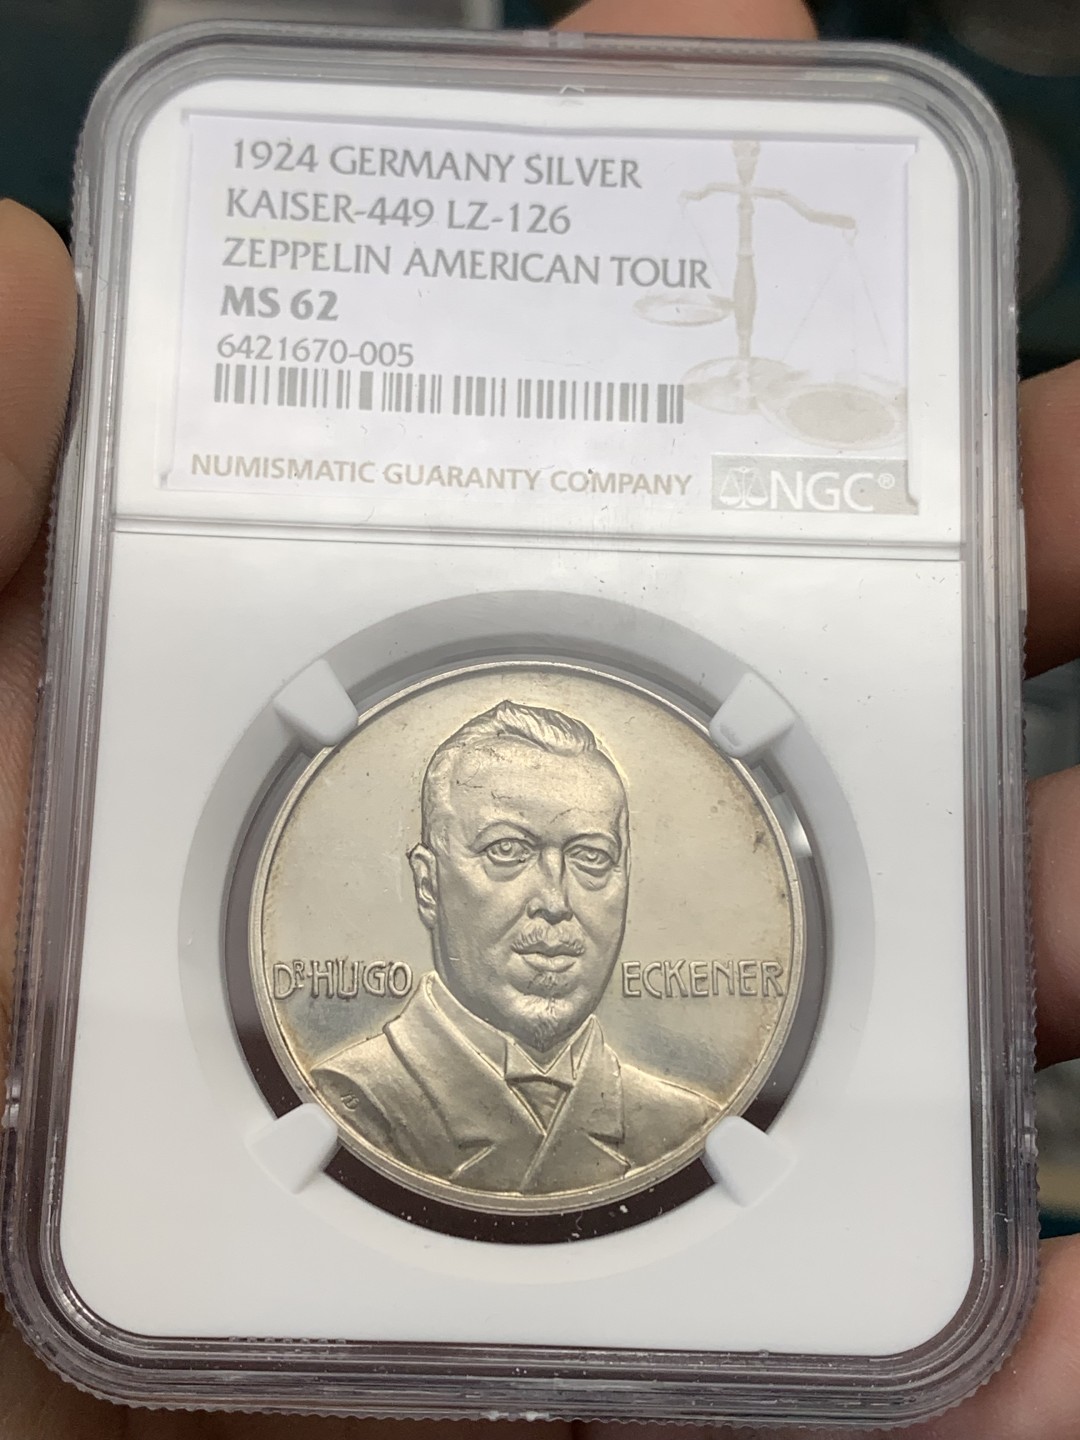 1924 GERMANY SILVER
KAISER-449 LZ-126
ZEPPELIN AMERICAN TOUR
MS 62
6421670-005
NUMISMATIC GUARANTY COMPANY NGC®
DR HUGO ECKENER